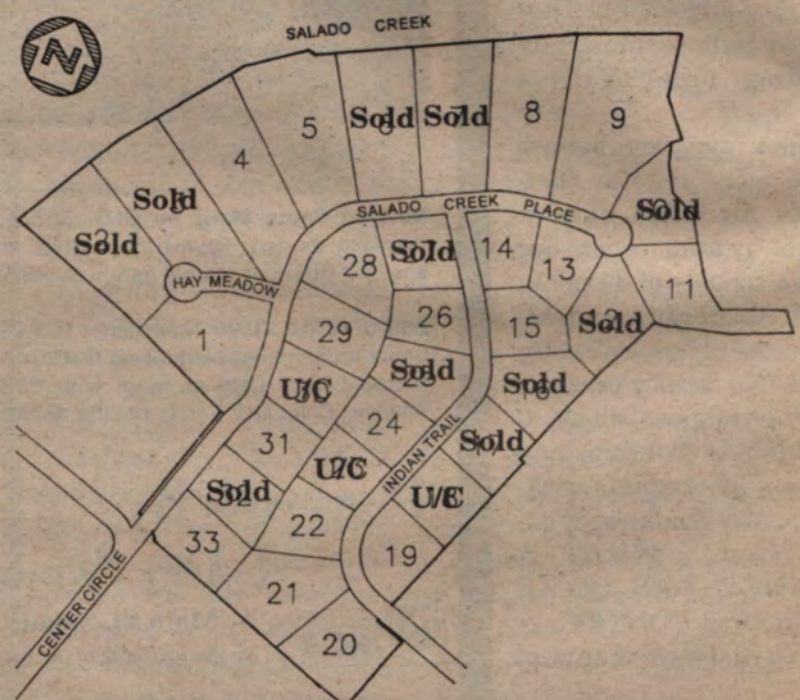 SALADO CREEK
N
5
Sold
Sold
8
9
4
Sold
Sold
SALADO CREEK PLACE
Sold
Sold
14
13
28
11
HAY MEADOW
1
29
26
15
Sold
U/C
Sold
Sold
31
24
INDIAN TRAIL
Sold
Sold
U/C
U/C
33
22
19
21
20
CENTER CIRCLE